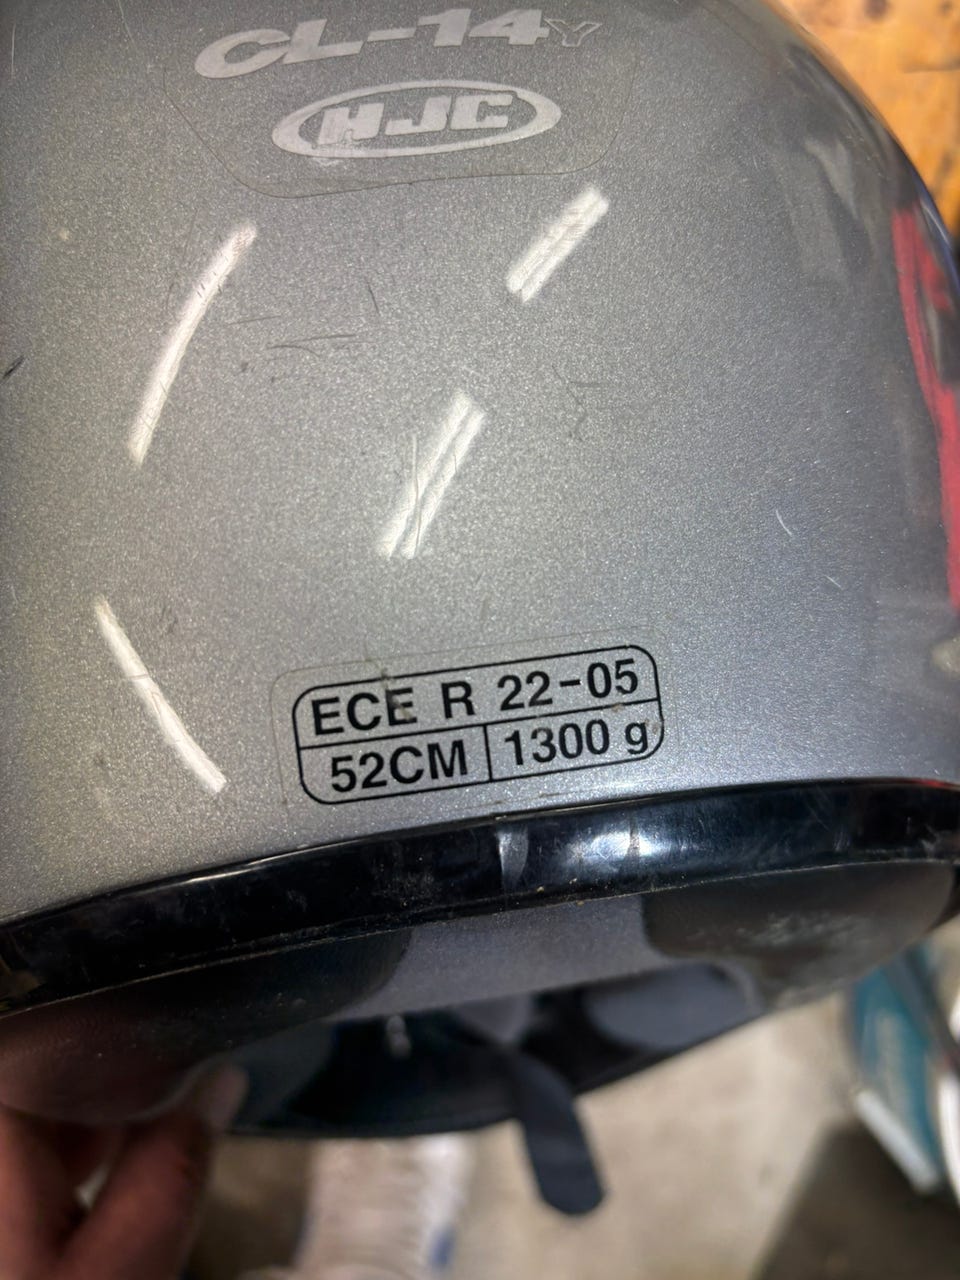 CL-14Y
HJC
ECE R 22-05
52CM 1300 g